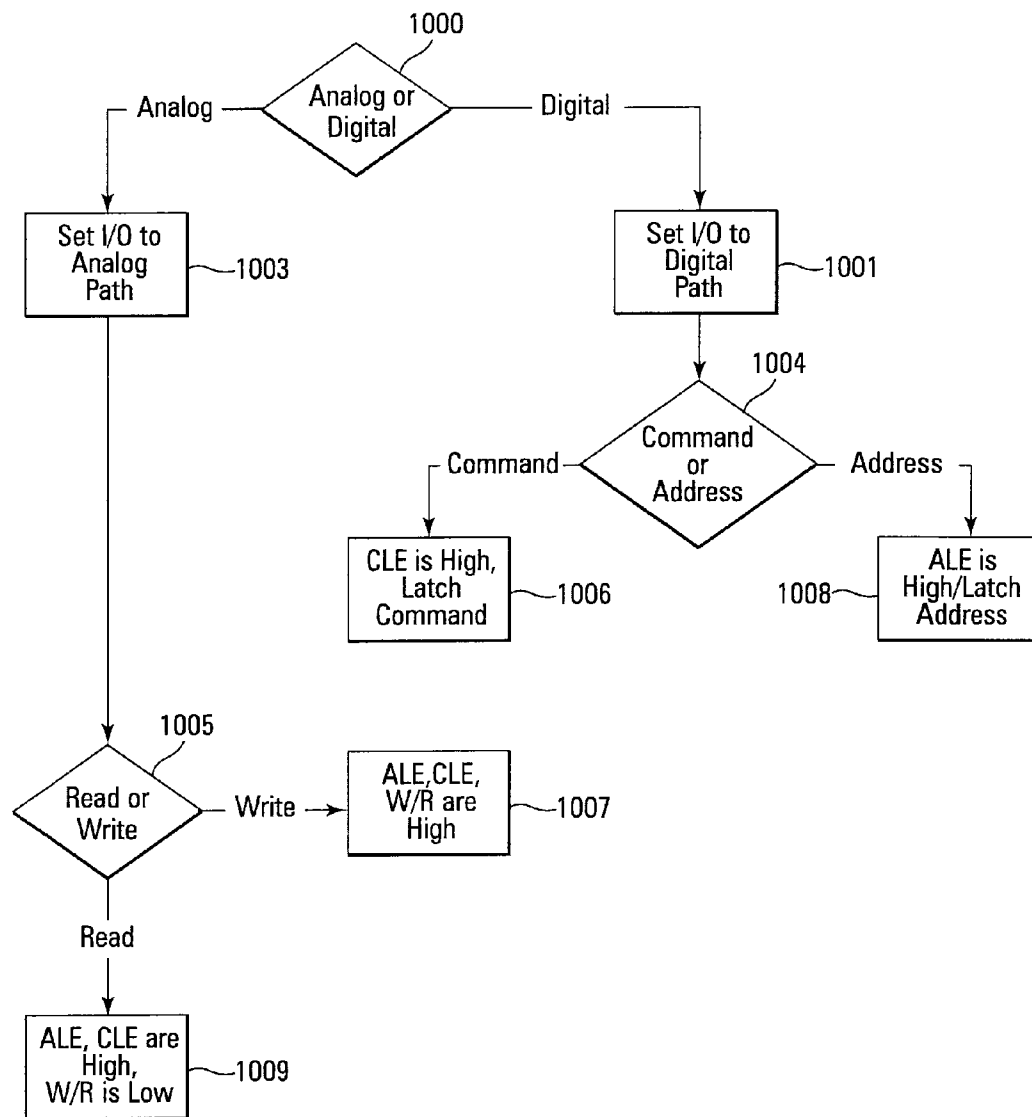 1000
Analog or
Digital
Analog
Digital
Set I/O to
Analog
Path
1003
Set I/O to
Digital
Path
1001
1004
Command
or
Address
Command
Address
CLE is High,
Latch
Command
1006
1008
ALE is
High/Latch
Address
1005
Read or
Write
Write
ALE,CLE,
W/R are
High
1007
Read
ALE, CLE are
High,
W/R is Low
1009